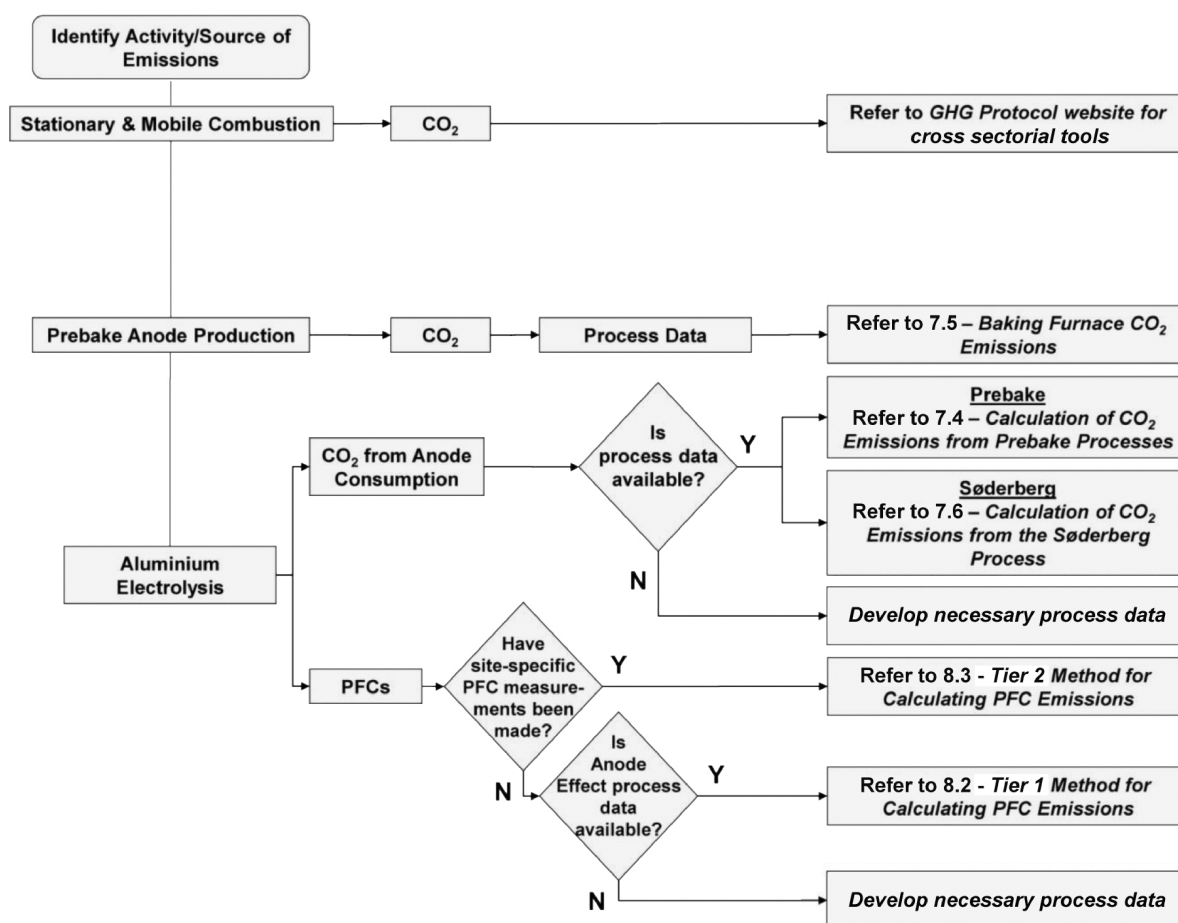 Identify Activity/Source of
Emissions
Stationary & Mobile Combustion
CO₂
Refer to GHG Protocol website for
cross sectorial tools
Prebake Anode Production
CO₂
Process Data
Refer to 7.5 – Baking Furnace CO₂
Emissions
Aluminium
Electrolysis
CO₂ from Anode
Consumption
Is
process data
available?
Y
Prebake
Refer to 7.4 – Calculation of CO₂
Emissions from Prebake Processes
Søderberg
Refer to 7.6 – Calculation of CO₂
Emissions from the Søderberg
Process
N
Develop necessary process data
PFCs
Have
site-specific
PFC measure-
ments been
made?
Y
Refer to 8.3 - Tier 2 Method for
Calculating PFC Emissions
N
Is
Anode
Effect process
data
available?
Y
Refer to 8.2 - Tier 1 Method for
Calculating PFC Emissions
N
Develop necessary process data